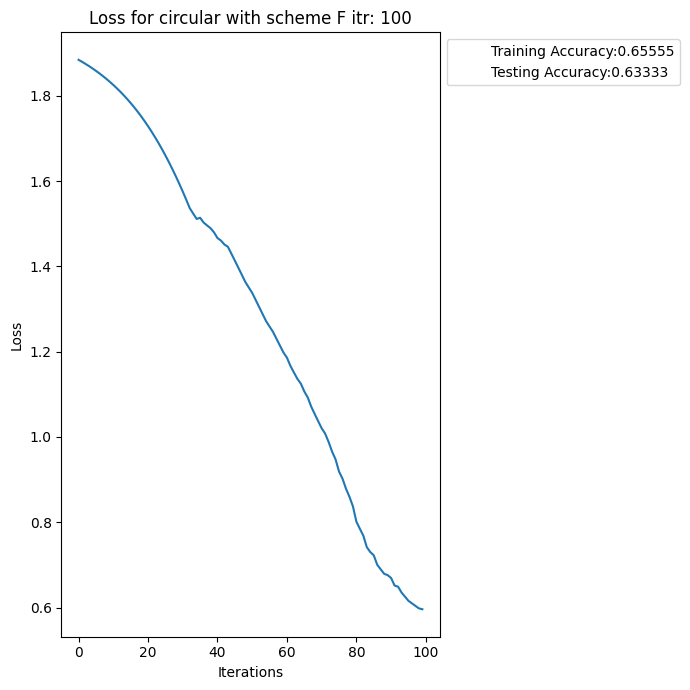 Loss for circular with scheme F itr: 100
Training Accuracy:0.65555
Testing Accuracy:0.63333
1.8
1.6
1.4
1.2
1.0
0.8
0.6
Loss
0 20 40 60 80 100
Iterations